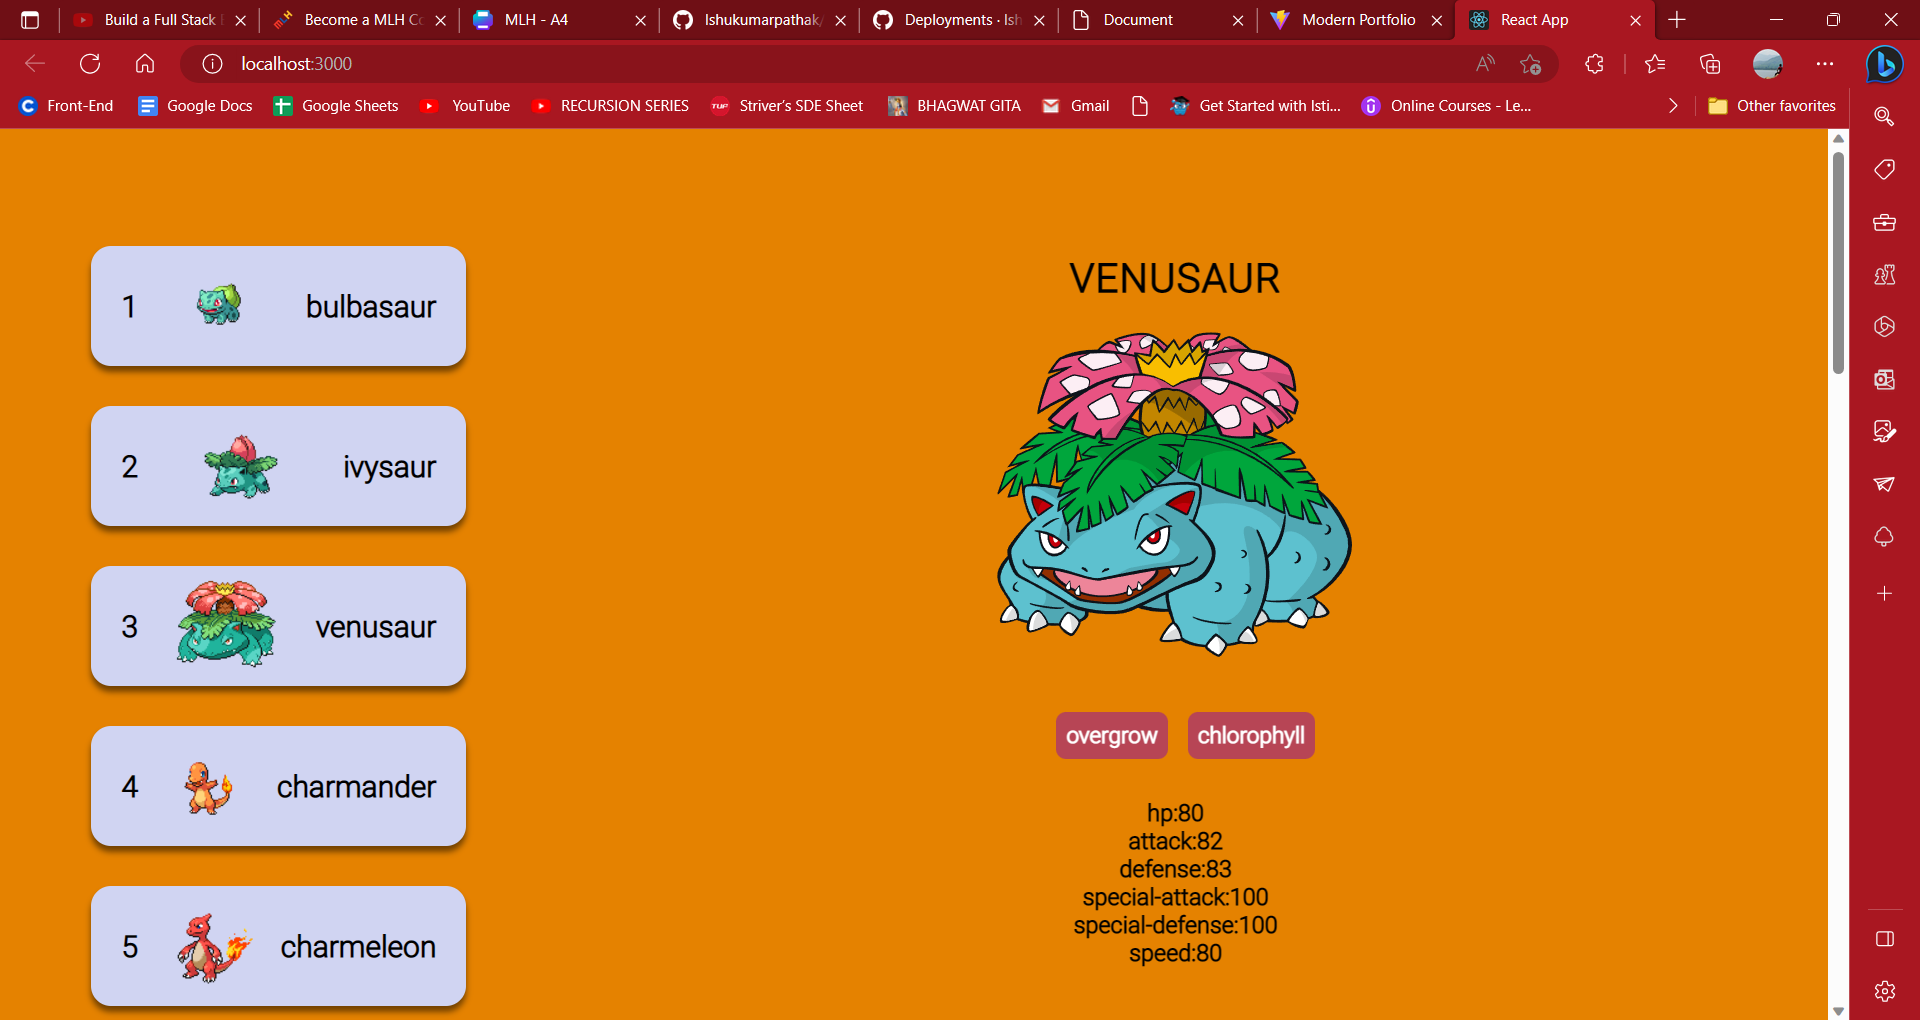 Build a Full Stack
Become a MLH Co
MLH - A4
Ishukumarpathak/
Deployments · Ish
Document
Modern Portfolio
React App
localhost:3000
Front-End
Google Docs
Google Sheets
YouTube
RECURSION SERIES
TUF
Striver's SDE Sheet
BHAGWAT GITA
Gmail
Get Started with Isti...
Online Courses - Le...
Other favorites
1
bulbasaur
2
ivysaur
3
venusaur
4
charmander
5
charmeleon
VENUSAUR
overgrow
chlorophyll
hp:80
attack:82
defense:83
special-attack:100
special-defense:100
speed:80